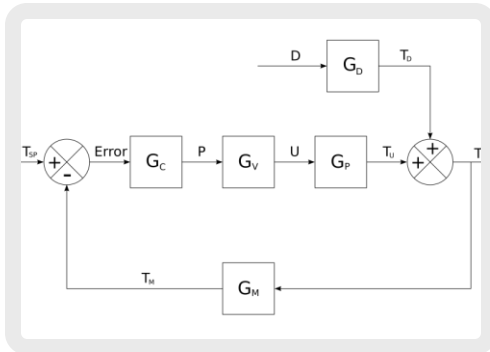 D
G_D
T_D
T_SP
+
-
Error
G_C
P
G_V
U
G_P
T_U
+
+
T
T_M
G_M